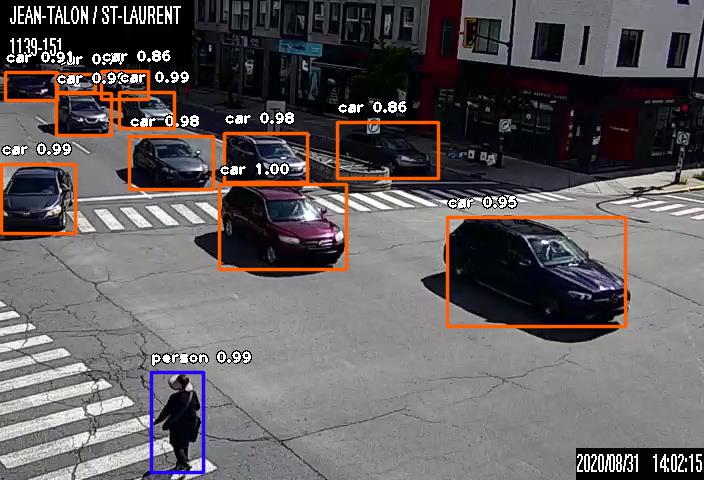 JEAN-TALON / ST-LAURENT
1139-151
car 0.91
car 0.86
car 0.99
car 0.98
car 0.98
car 0.86
car 0.99
car 1.00
car 0.95
person 0.99
2020/08/31 14:02:15